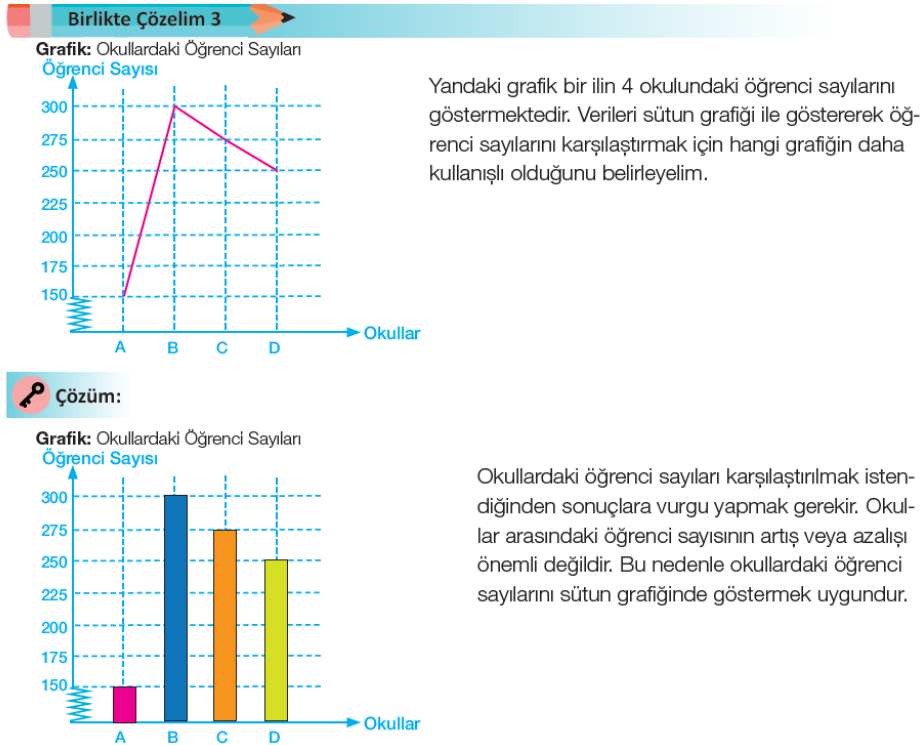 Birlikte Çözelim 3
Grafik: Okullardaki Öğrenci Sayıları
Öğrenci Sayısı
300
275
250
225
200
175
150
A B C D
Okullar
Yandaki grafik bir ilin 4 okulundaki öğrenci sayılarını
göstermektedir. Verileri sütun grafiği ile göstererek öğ-
renci sayılarını karşılaştırmak için hangi grafiğin daha
kullanışlı olduğunu belirleyelim.
Çözüm:
Grafik: Okullardaki Öğrenci Sayıları
Öğrenci Sayısı
300
275
250
225
200
175
150
A B C D
Okullar
Okullardaki öğrenci sayıları karşılaştırılmak isten-
diğinden sonuçlara vurgu yapmak gerekir. Okul-
lar arasındaki öğrenci sayısının artış veya azalışı
önemli değildir. Bu nedenle okullardaki öğrenci
sayılarını sütun grafiğinde göstermek uygundur.